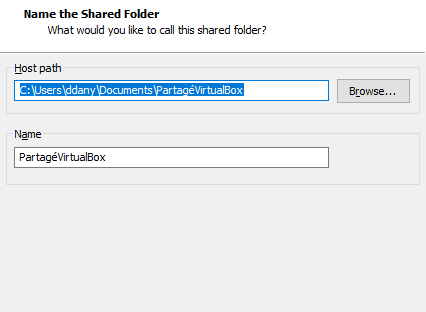 Name the Shared Folder
What would you like to call this shared folder?
Host path
C:\Users\ddany\Documents\PartagéVirtualBox
Browse...
Name
PartagéVirtualBox